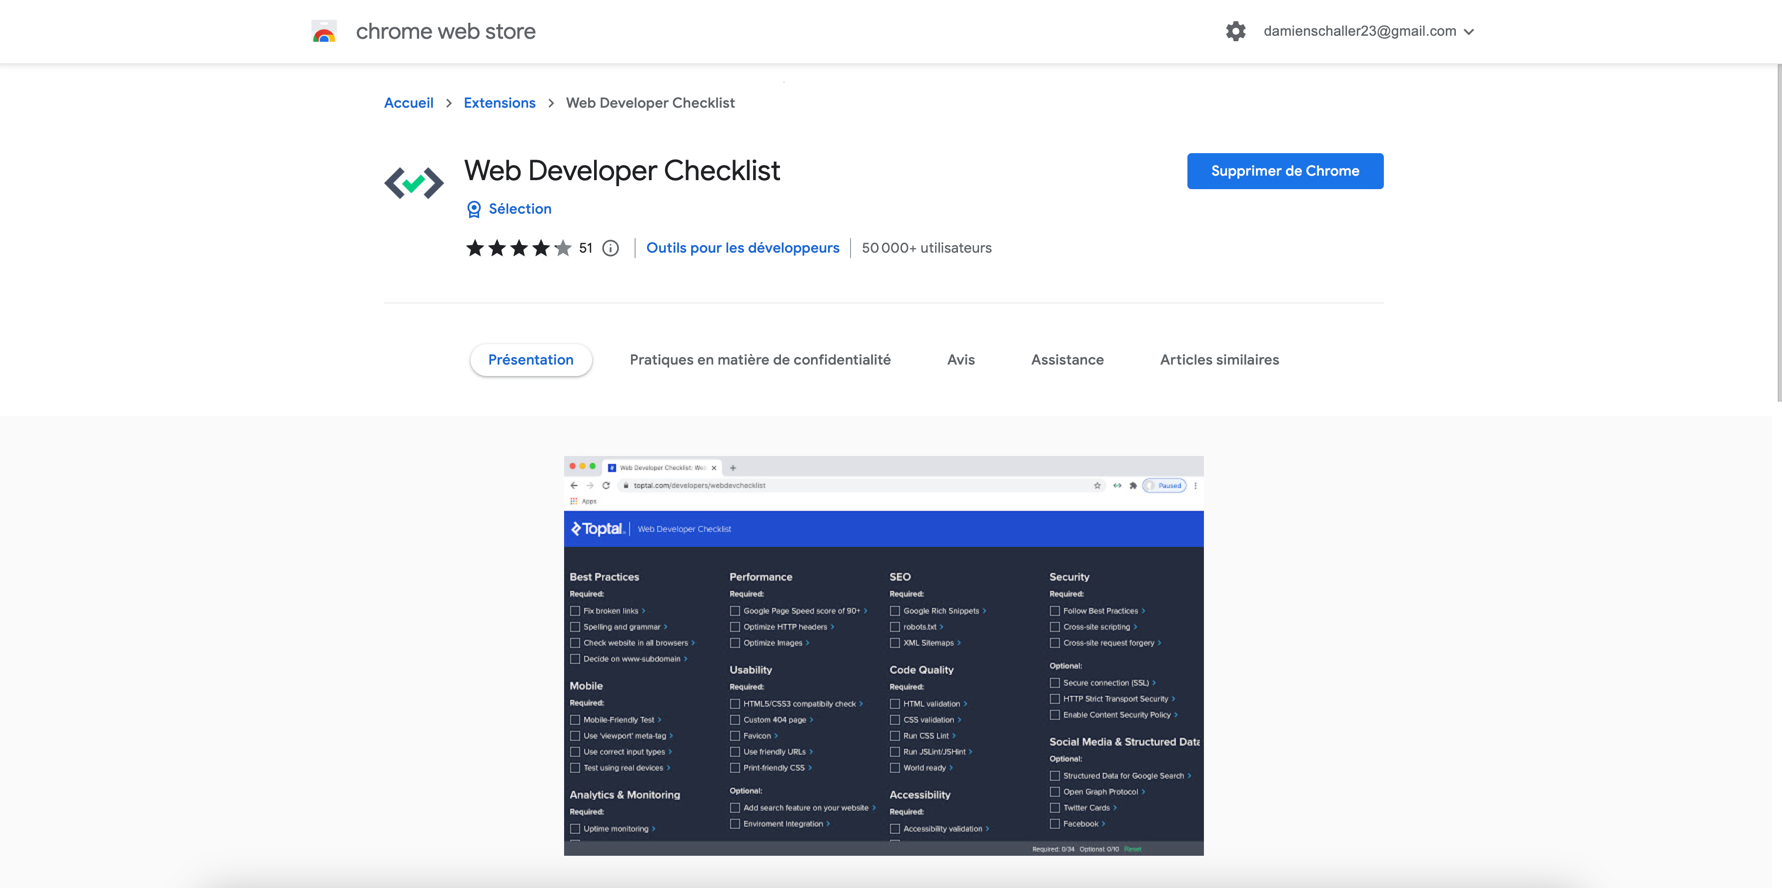 chrome web store
damienschaller23@gmail.com
Accueil > Extensions > Web Developer Checklist
Web Developer Checklist
Supprimer de Chrome
Sélection
51
Outils pour les développeurs
50 000+ utilisateurs
Présentation
Pratiques en matière de confidentialité
Avis
Assistance
Articles similaires
Web Developer Checklist: We
toptal.com/developers/webdevchecklist
Paused
Apps
Toptal
Web Developer Checklist
Best Practices
Required:
Fix broken links >
Spelling and grammar >
Check website in all browsers >
Decide on www-subdomain >
Mobile
Required:
Mobile-Friendly Test >
Use 'viewport' meta-tag >
Use correct input types >
Test using real devices >
Analytics & Monitoring
Required:
Uptime monitoring >
Performance
Required:
Google Page Speed score of 90+ >
Optimize HTTP headers >
Optimize Images >
Usability
Required:
HTML5/CSS3 compatibily check >
Custom 404 page >
Favicon >
Use friendly URLs >
Print-friendly CSS >
Optional:
Add search feature on your website >
Enviroment Integration >
SEO
Required:
Google Rich Snippets >
robots.txt >
XML Sitemaps >
Code Quality
Required:
HTML validation >
CSS validation >
Run CSS Lint >
Run JSLint/JSHint >
World ready >
Accessibility
Required:
Accessibility validation >
Security
Required:
Follow Best Practices >
Cross-site scripting >
Cross-site request forgery >
Optional:
Secure connection (SSL) >
HTTP Strict Transport Security >
Enable Content Security Policy >
Social Media & Structured Data
Optional:
Structured Data for Google Search >
Open Graph Protocol >
Twitter Cards >
Facebook >
Required: 0/34 Optional: 0/10 Reset